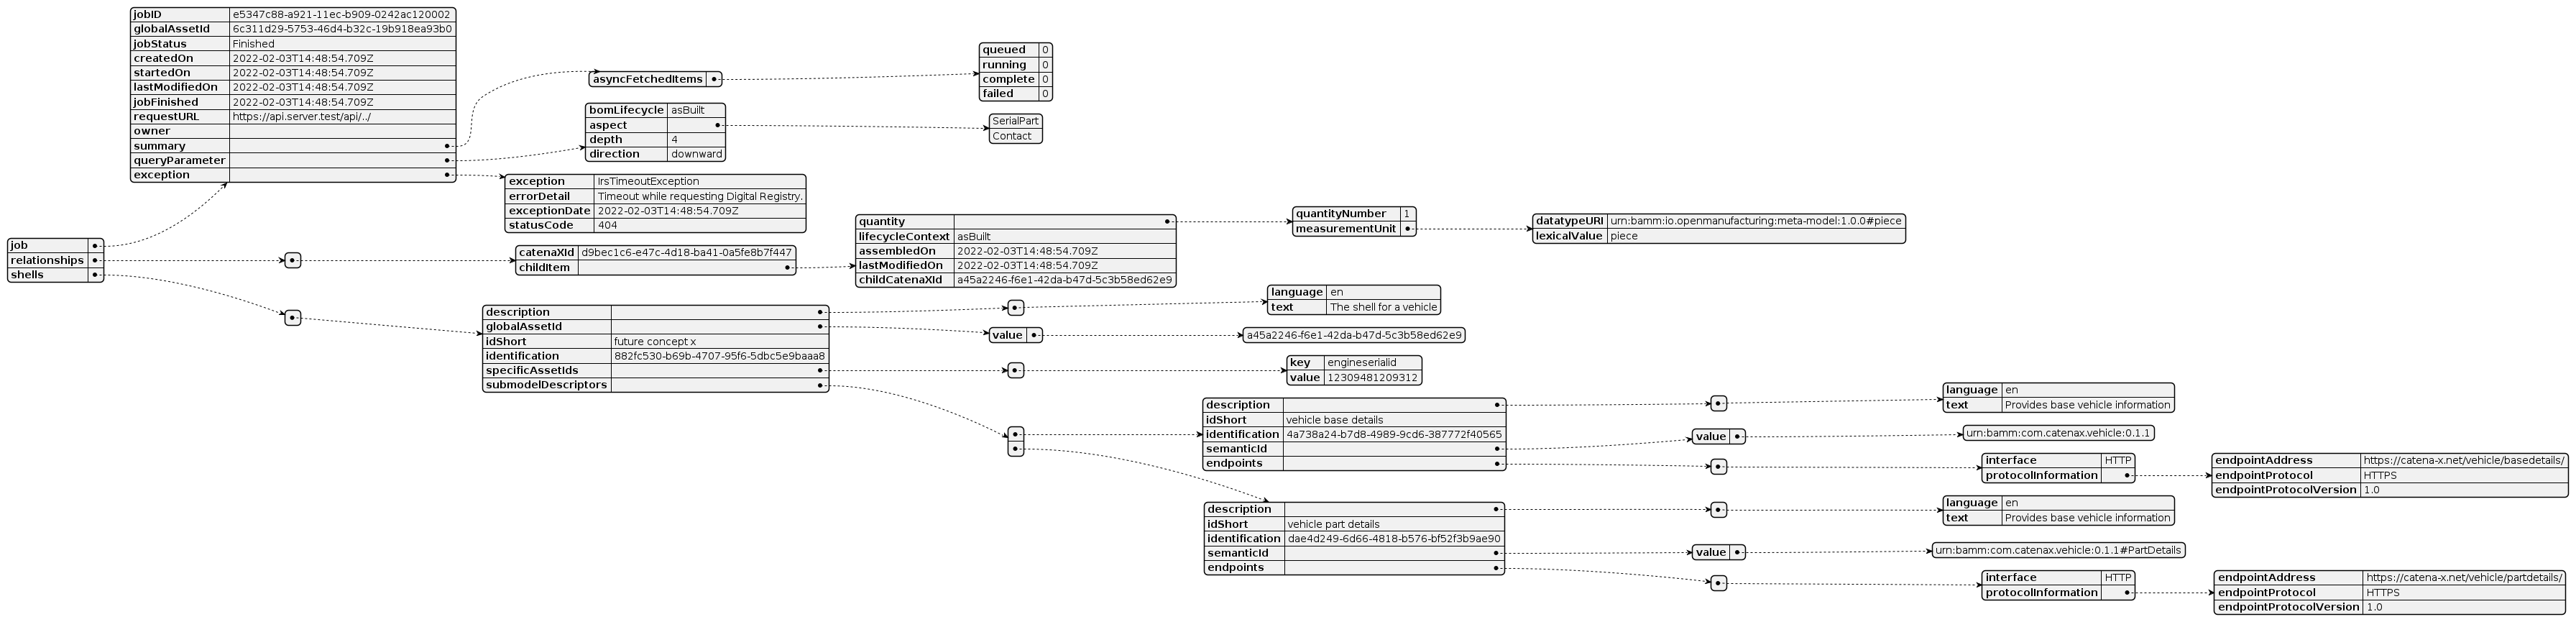 jobID e5347c88-a921-11ec-b909-0242ac120002
globalAssetId 6c311d29-5753-46d4-b32c-19b918ea93b0
jobStatus Finished
createdOn 2022-02-03T14:48:54.709Z
startedOn 2022-02-03T14:48:54.709Z
lastModifiedOn 2022-02-03T14:48:54.709Z
jobFinished 2022-02-03T14:48:54.709Z
requestURL https://api.server.test/api/../
owner
summary
queryParameter
exception
asyncFetchedItems
queued 0
running 0
complete 0
failed 0
bomLifecycle asBuilt
aspect
depth 4
direction downward
SerialPart
Contact
exception IrsTimeoutException
errorDetail Timeout while requesting Digital Registry.
exceptionDate 2022-02-03T14:48:54.709Z
statusCode 404
job
relationships
shells
catenaXId d9bec1c6-e47c-4d18-ba41-0a5fe8b7f447
childItem
quantity
lifecycleContext asBuilt
assembledOn 2022-02-03T14:48:54.709Z
lastModifiedOn 2022-02-03T14:48:54.709Z
childCatenaXId a45a2246-f6e1-42da-b47d-5c3b58ed62e9
quantityNumber 1
measurementUnit
datatypeURI urn:bamm:io.openmanufacturing:meta-model:1.0.0#piece
lexicalValue piece
description
globalAssetId
idShort future concept x
identification 882fc530-b69b-4707-95f6-5dbc5e9baaa8
specificAssetIds
submodelDescriptors
language en
text The shell for a vehicle
value
a45a2246-f6e1-42da-b47d-5c3b58ed62e9
key engineserialid
value 12309481209312
description
idShort vehicle base details
identification 4a738a24-b7d8-4989-9cd6-387772f40565
semanticId
endpoints
language en
text Provides base vehicle information
value
urn:bamm:com.catenax.vehicle:0.1.1
interface HTTP
protocolInformation
endpointAddress https://catena-x.net/vehicle/basedetails/
endpointProtocol HTTPS
endpointProtocolVersion 1.0
description
idShort vehicle part details
identification dae4d249-6d66-4818-b576-bf52f3b9ae90
semanticId
endpoints
language en
text Provides base vehicle information
value
urn:bamm:com.catenax.vehicle:0.1.1#PartDetails
interface HTTP
protocolInformation
endpointAddress https://catena-x.net/vehicle/partdetails/
endpointProtocol HTTPS
endpointProtocolVersion 1.0